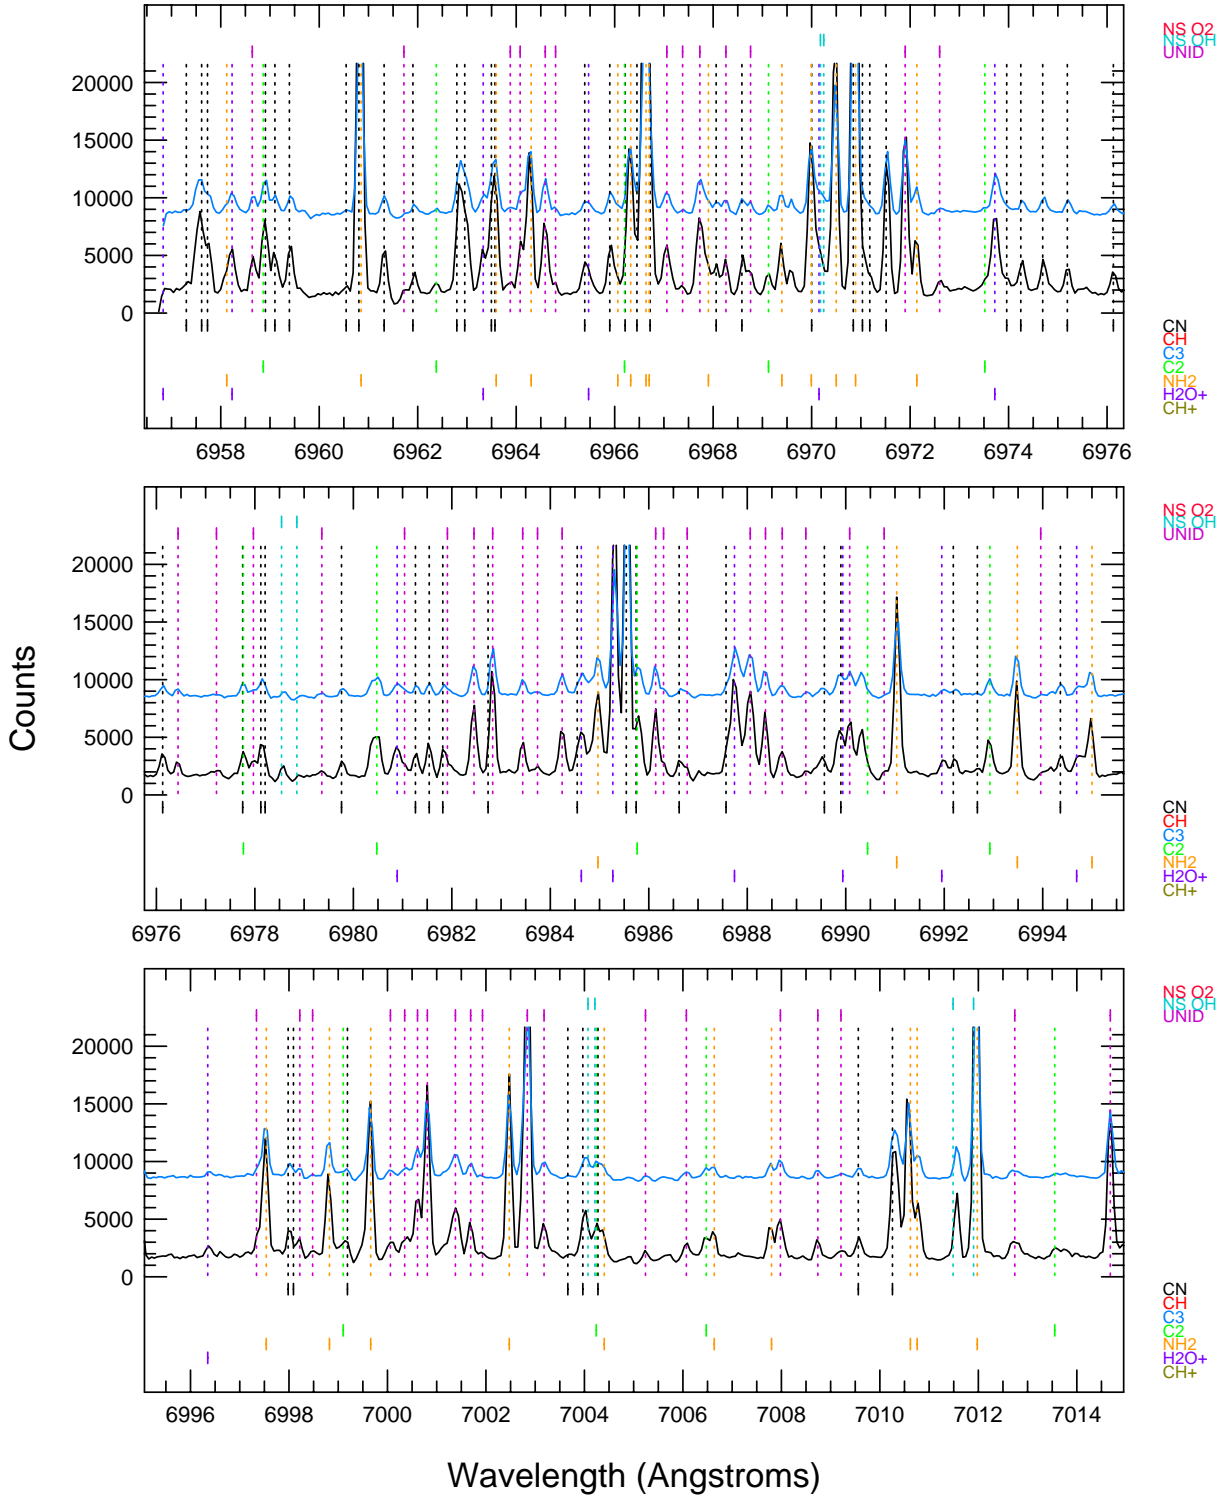 NS O2
NS OH
UNID
20000
15000
10000
5000
0
CN
CH
C3
C2
NH2
H2O+
CH+
6958 6960 6962 6964 6966 6968 6970 6972 6974 6976
NS O2
NS OH
UNID
20000
15000
10000
5000
0
Counts
CN
CH
C3
C2
NH2
H2O+
CH+
6976 6978 6980 6982 6984 6986 6988 6990 6992 6994
NS O2
NS OH
UNID
20000
15000
10000
5000
0
CN
CH
C3
C2
NH2
H2O+
CH+
6996 6998 7000 7002 7004 7006 7008 7010 7012 7014
Wavelength (Angstroms)